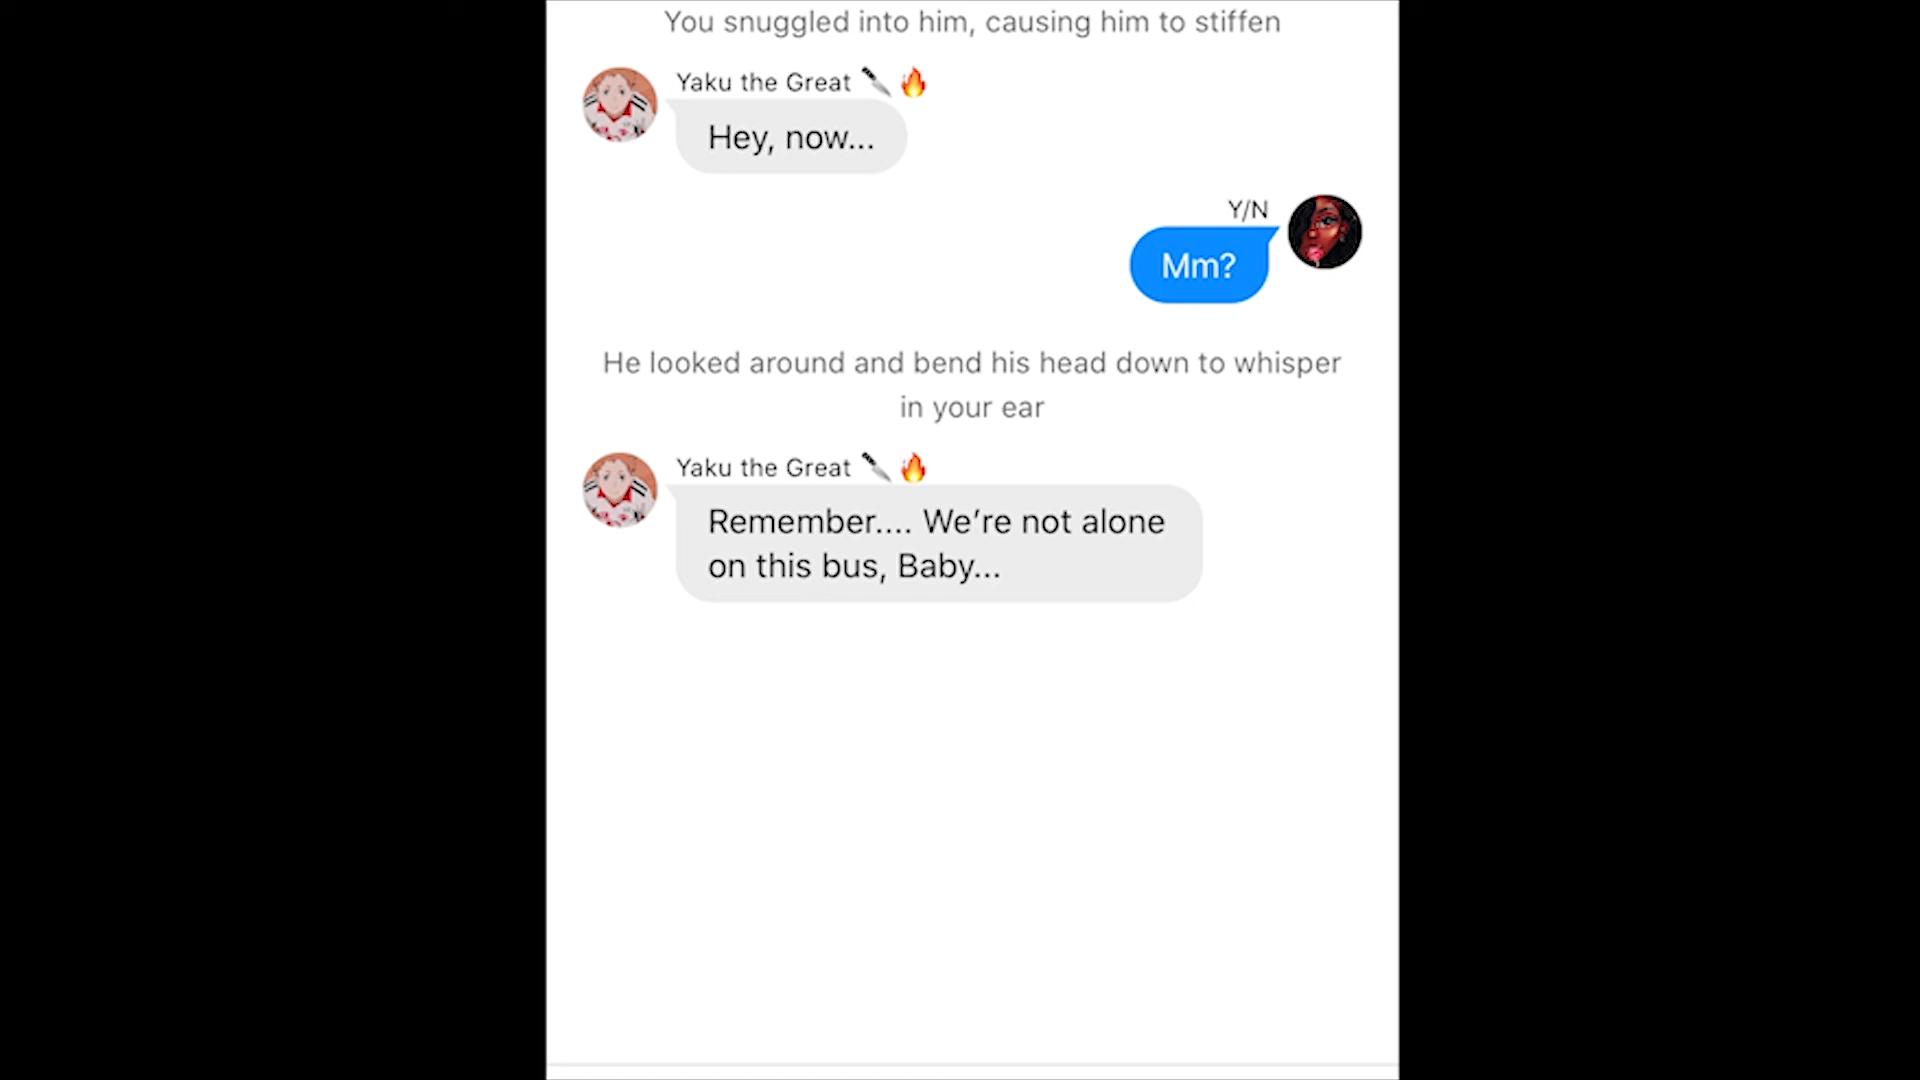 You snuggled into him, causing him to stiffen
Yaku the Great 🔪🔥
Hey, now...
Y/N
Mm?
He looked around and bend his head down to whisper
in your ear
Yaku the Great 🔪🔥
Remember.... We're not alone
on this bus, Baby...